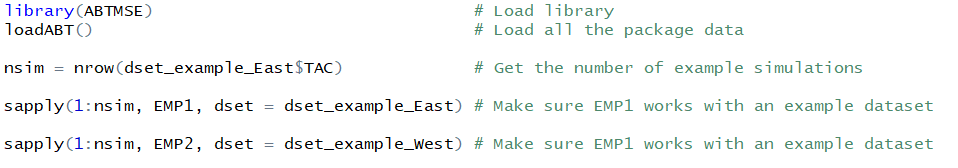 library(ABTMSE) # Load library
loadABT() # Load all the package data
nsim = nrow(dset_example_East$TAC) # Get the number of example simulations
sapply(1:nsim, EMP1, dset = dset_example_East) # Make sure EMP1 works with an example dataset
sapply(1:nsim, EMP2, dset = dset_example_West) # Make sure EMP1 works with an example dataset